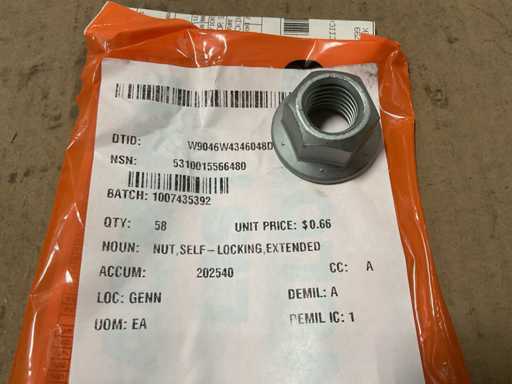 DTID: W9046W4346048D
NSN: 5310015566480
BATCH: 1007435392
QTY: 58 UNIT PRICE: $0.66
NOUN: NUT,SELF-LOCKING,EXTENDED
ACCUM: 202540 CC: A
LOC: GENN DEMIL: A
UOM: EA DEMIL IC: 1